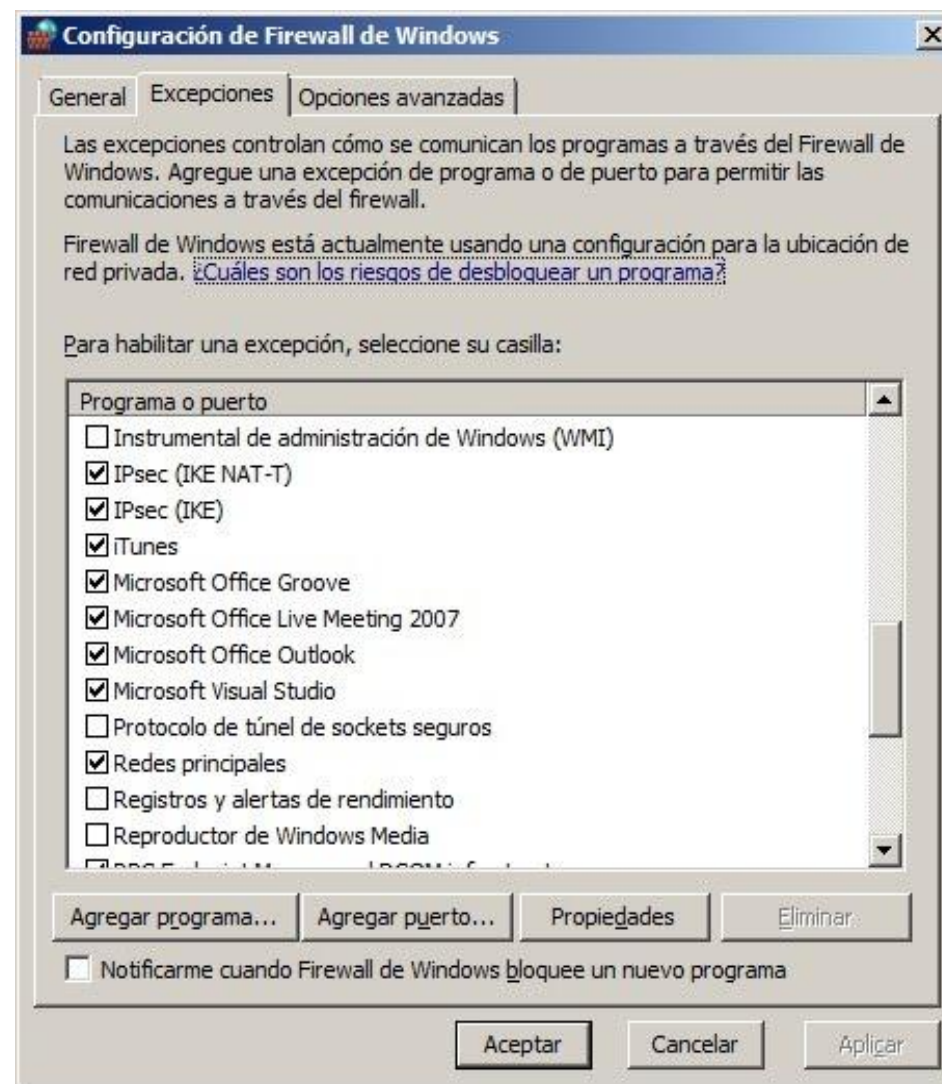 Configuración de Firewall de Windows
General Excepciones Opciones avanzadas
Las excepciones controlan cómo se comunican los programas a través del Firewall de
Windows. Agregue una excepción de programa o de puerto para permitir las
comunicaciones a través del firewall.
Firewall de Windows está actualmente usando una configuración para la ubicación de
red privada. ¿Cuáles son los riesgos de desbloquear un programa?
Para habilitar una excepción, seleccione su casilla:
Programa o puerto
Instrumental de administración de Windows (WMI)
IPsec (IKE NAT-T)
IPsec (IKE)
iTunes
Microsoft Office Groove
Microsoft Office Live Meeting 2007
Microsoft Office Outlook
Microsoft Visual Studio
Protocolo de túnel de sockets seguros
Redes principales
Registros y alertas de rendimiento
Reproductor de Windows Media
Agregar programa... Agregar puerto... Propiedades Eliminar
Notificarme cuando Firewall de Windows bloquee un nuevo programa
Aceptar Cancelar Aplicar